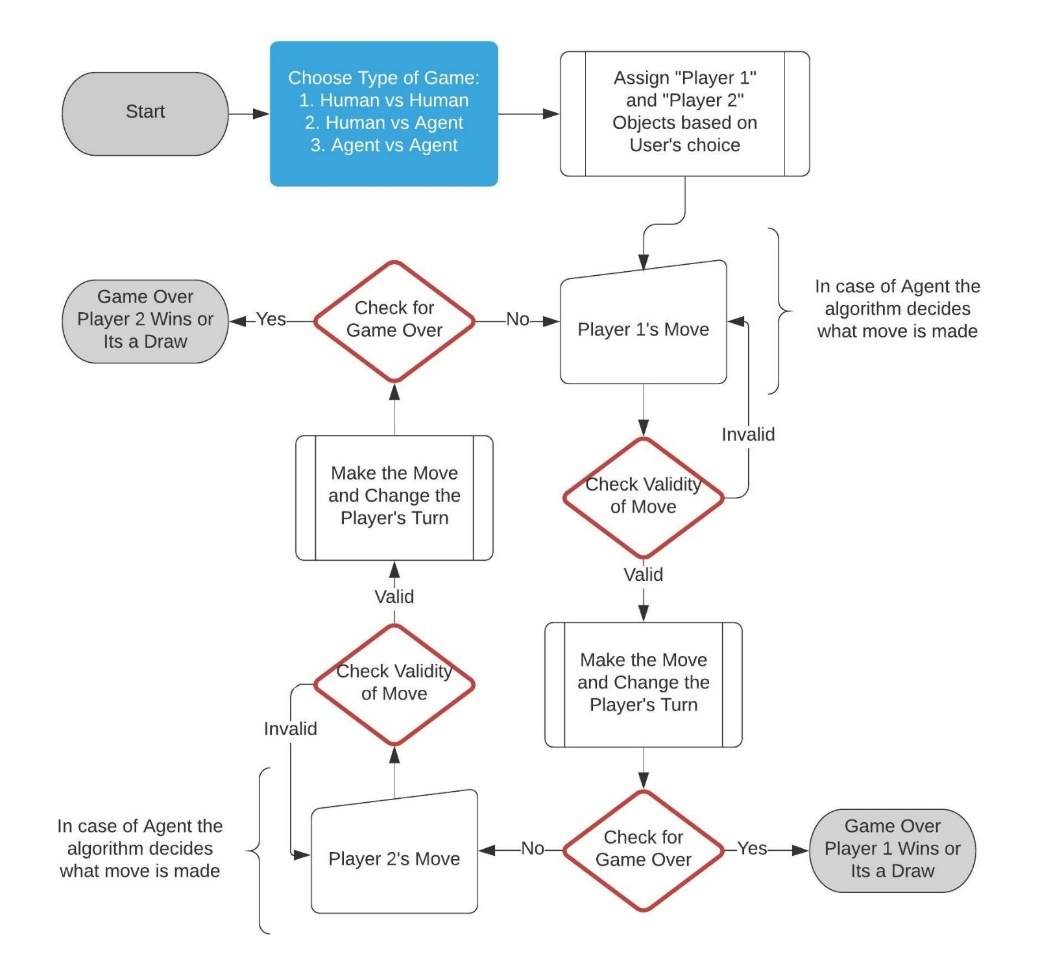 Start
Choose Type of Game:
1. Human vs Human
2. Human vs Agent
3. Agent vs Agent
Assign "Player 1"
and "Player 2"
Objects based on
User's choice
In case of Agent the
algorithm decides
what move is made
Game Over
Player 2 Wins or
Its a Draw
Yes
Check for
Game Over
No
Player 1's Move
Invalid
Make the Move
and Change the
Player's Turn
Check Validity
of Move
Valid
Valid
Make the Move
and Change the
Player's Turn
Check Validity
of Move
Invalid
In case of Agent the
algorithm decides
what move is made
Player 2's Move
No
Check for
Game Over
Yes
Game Over
Player 1 Wins or
Its a Draw